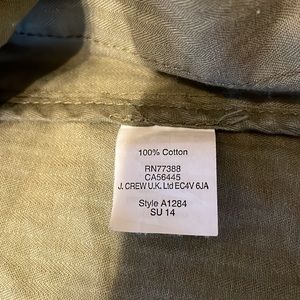 100% Cotton
RN77388
CA56445
J. CREW U.K. Ltd EC4V 6JA
Style A1284
SU 14